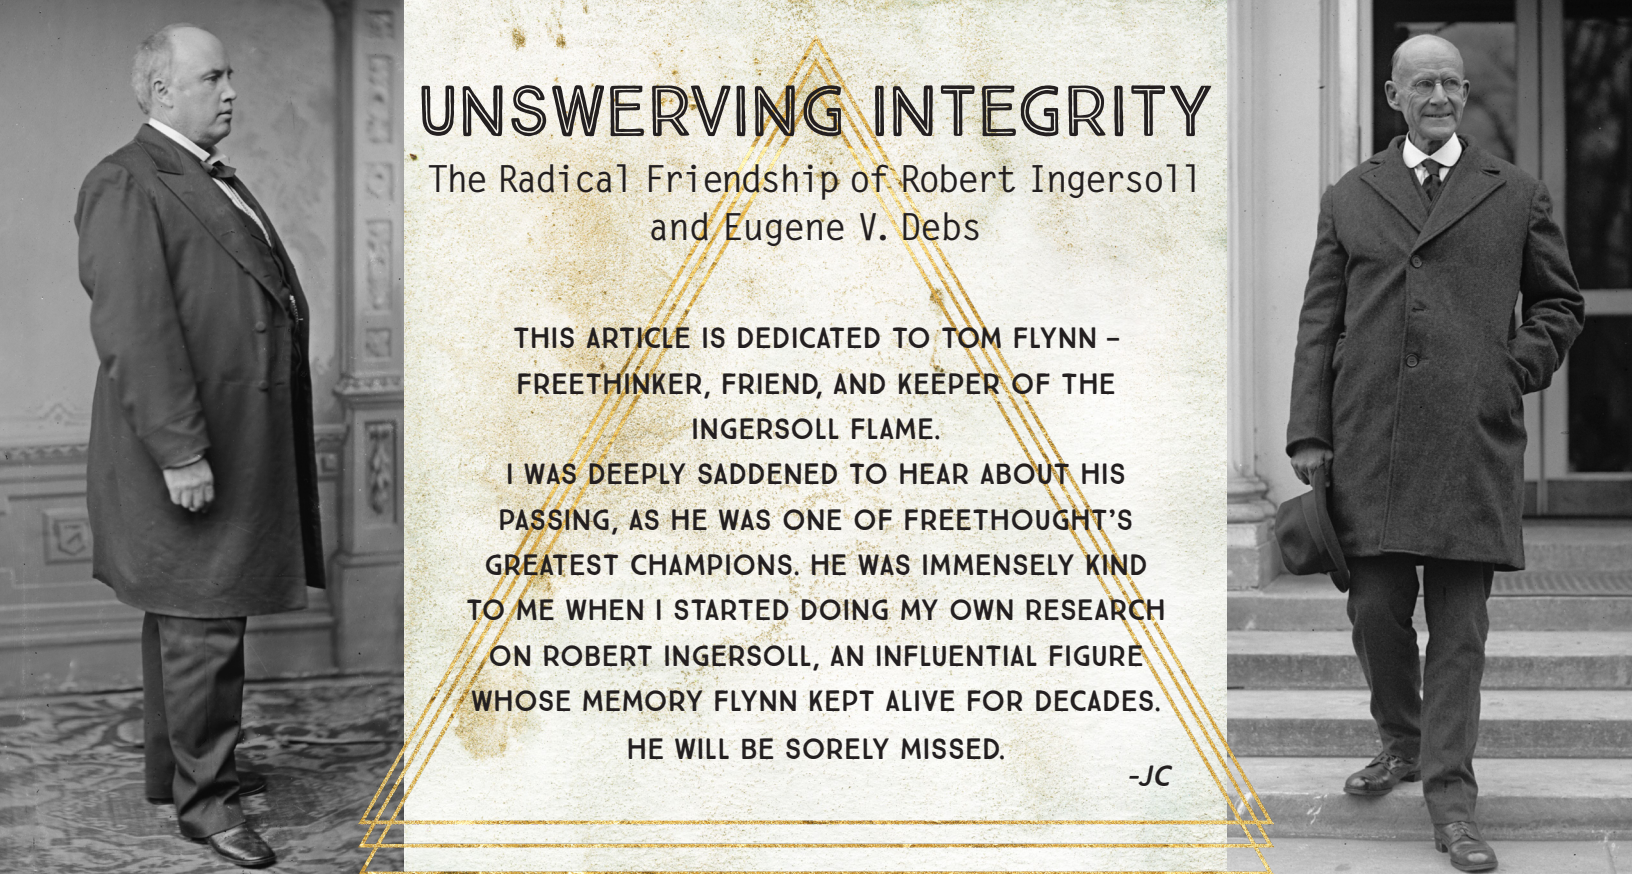 UNSWERVING INTEGRITY
The Radical Friendship of Robert Ingersoll
and Eugene V. Debs
THIS ARTICLE IS DEDICATED TO TOM FLYNN –
FREETHINKER, FRIEND, AND KEEPER OF THE
INGERSOLL FLAME.
I WAS DEEPLY SADDENED TO HEAR ABOUT HIS
PASSING, AS HE WAS ONE OF FREETHOUGHT'S
GREATEST CHAMPIONS. HE WAS IMMENSELY KIND
TO ME WHEN I STARTED DOING MY OWN RESEARCH
ON ROBERT INGERSOLL, AN INFLUENTIAL FIGURE
WHOSE MEMORY FLYNN KEPT ALIVE FOR DECADES.
HE WILL BE SORELY MISSED.
-JC